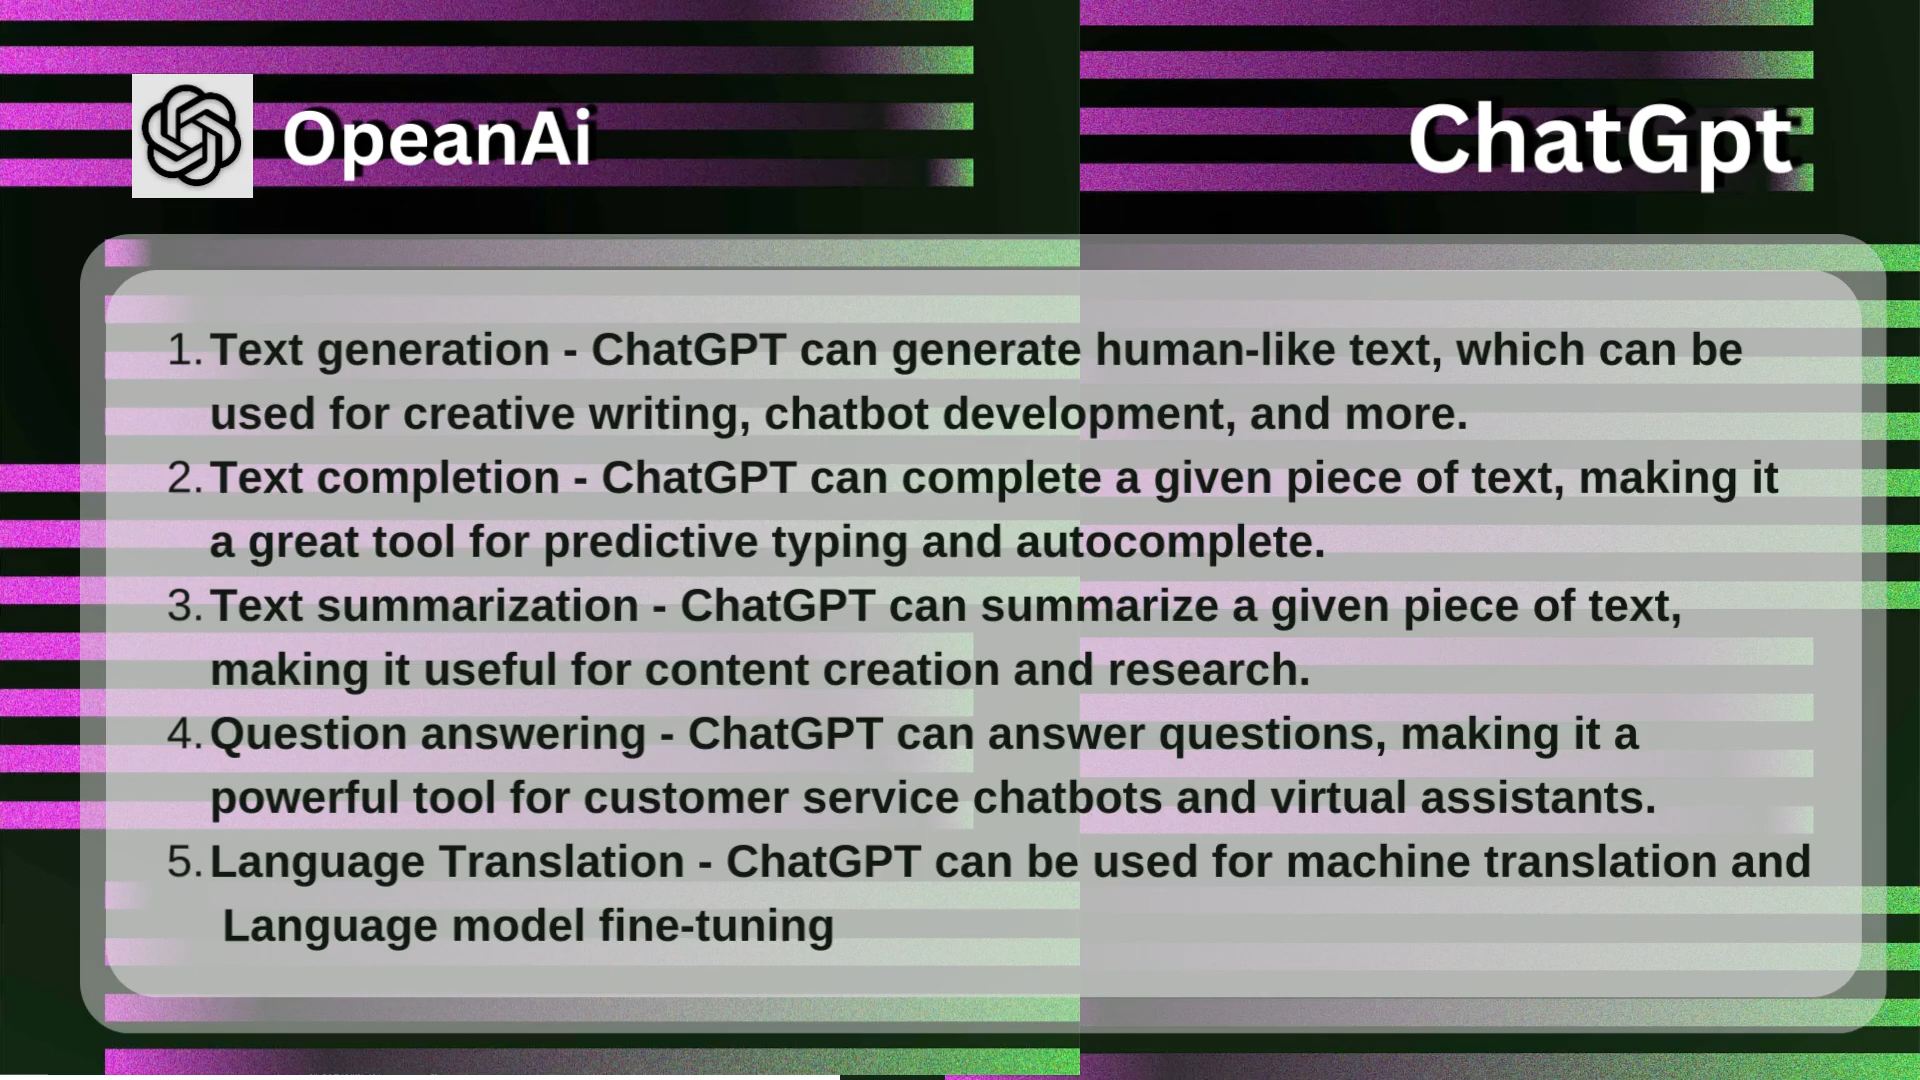 OpeanAi
ChatGpt
1. Text generation - ChatGPT can generate human-like text, which can be
used for creative writing, chatbot development, and more.
2. Text completion - ChatGPT can complete a given piece of text, making it
a great tool for predictive typing and autocomplete.
3. Text summarization - ChatGPT can summarize a given piece of text,
making it useful for content creation and research.
4. Question answering - ChatGPT can answer questions, making it a
powerful tool for customer service chatbots and virtual assistants.
5. Language Translation - ChatGPT can be used for machine translation and
Language model fine-tuning